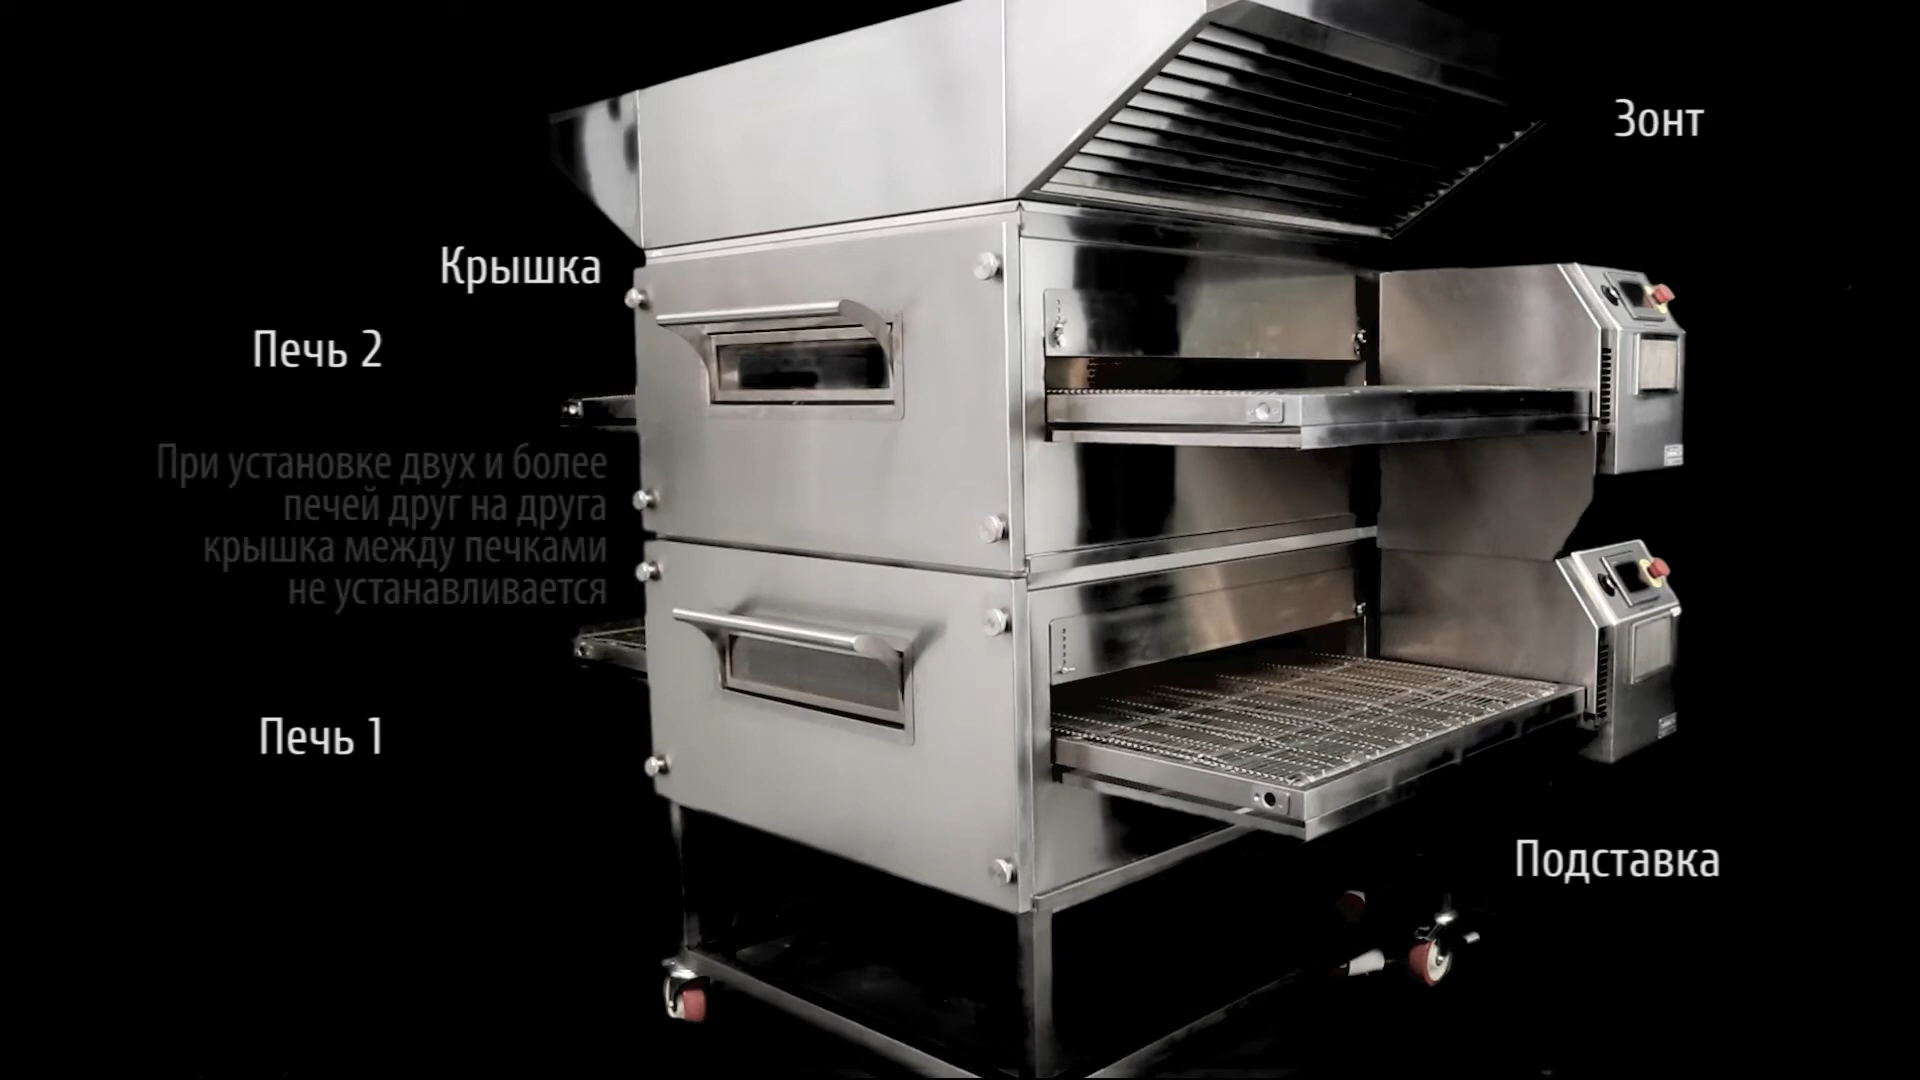 Зонт
Крышка
Печь 2
При установке двух и более
печей друг на друга
крышка между печками
не устанавливается
Печь 1
Подставка